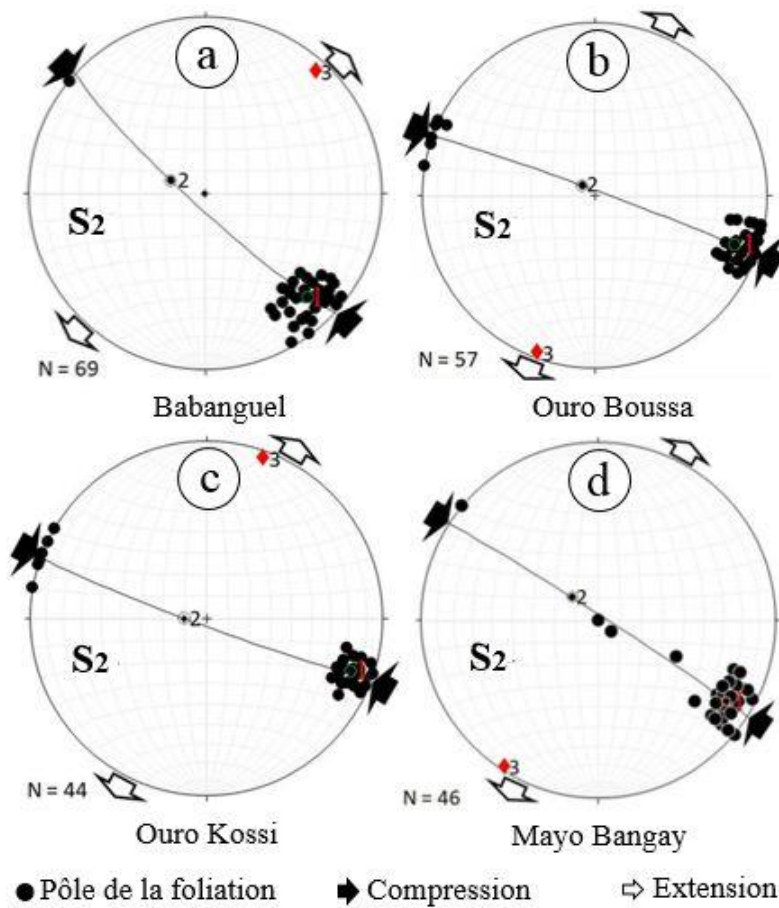 a
3
2
S2
N = 69
Babanguel
b
2
S2
3
N = 57
Ouro Boussa
c
3
2
S2
N = 44
Ouro Kossi
d
2
S2
3
N = 46
Mayo Bangay
Pôle de la foliation Compression Extension